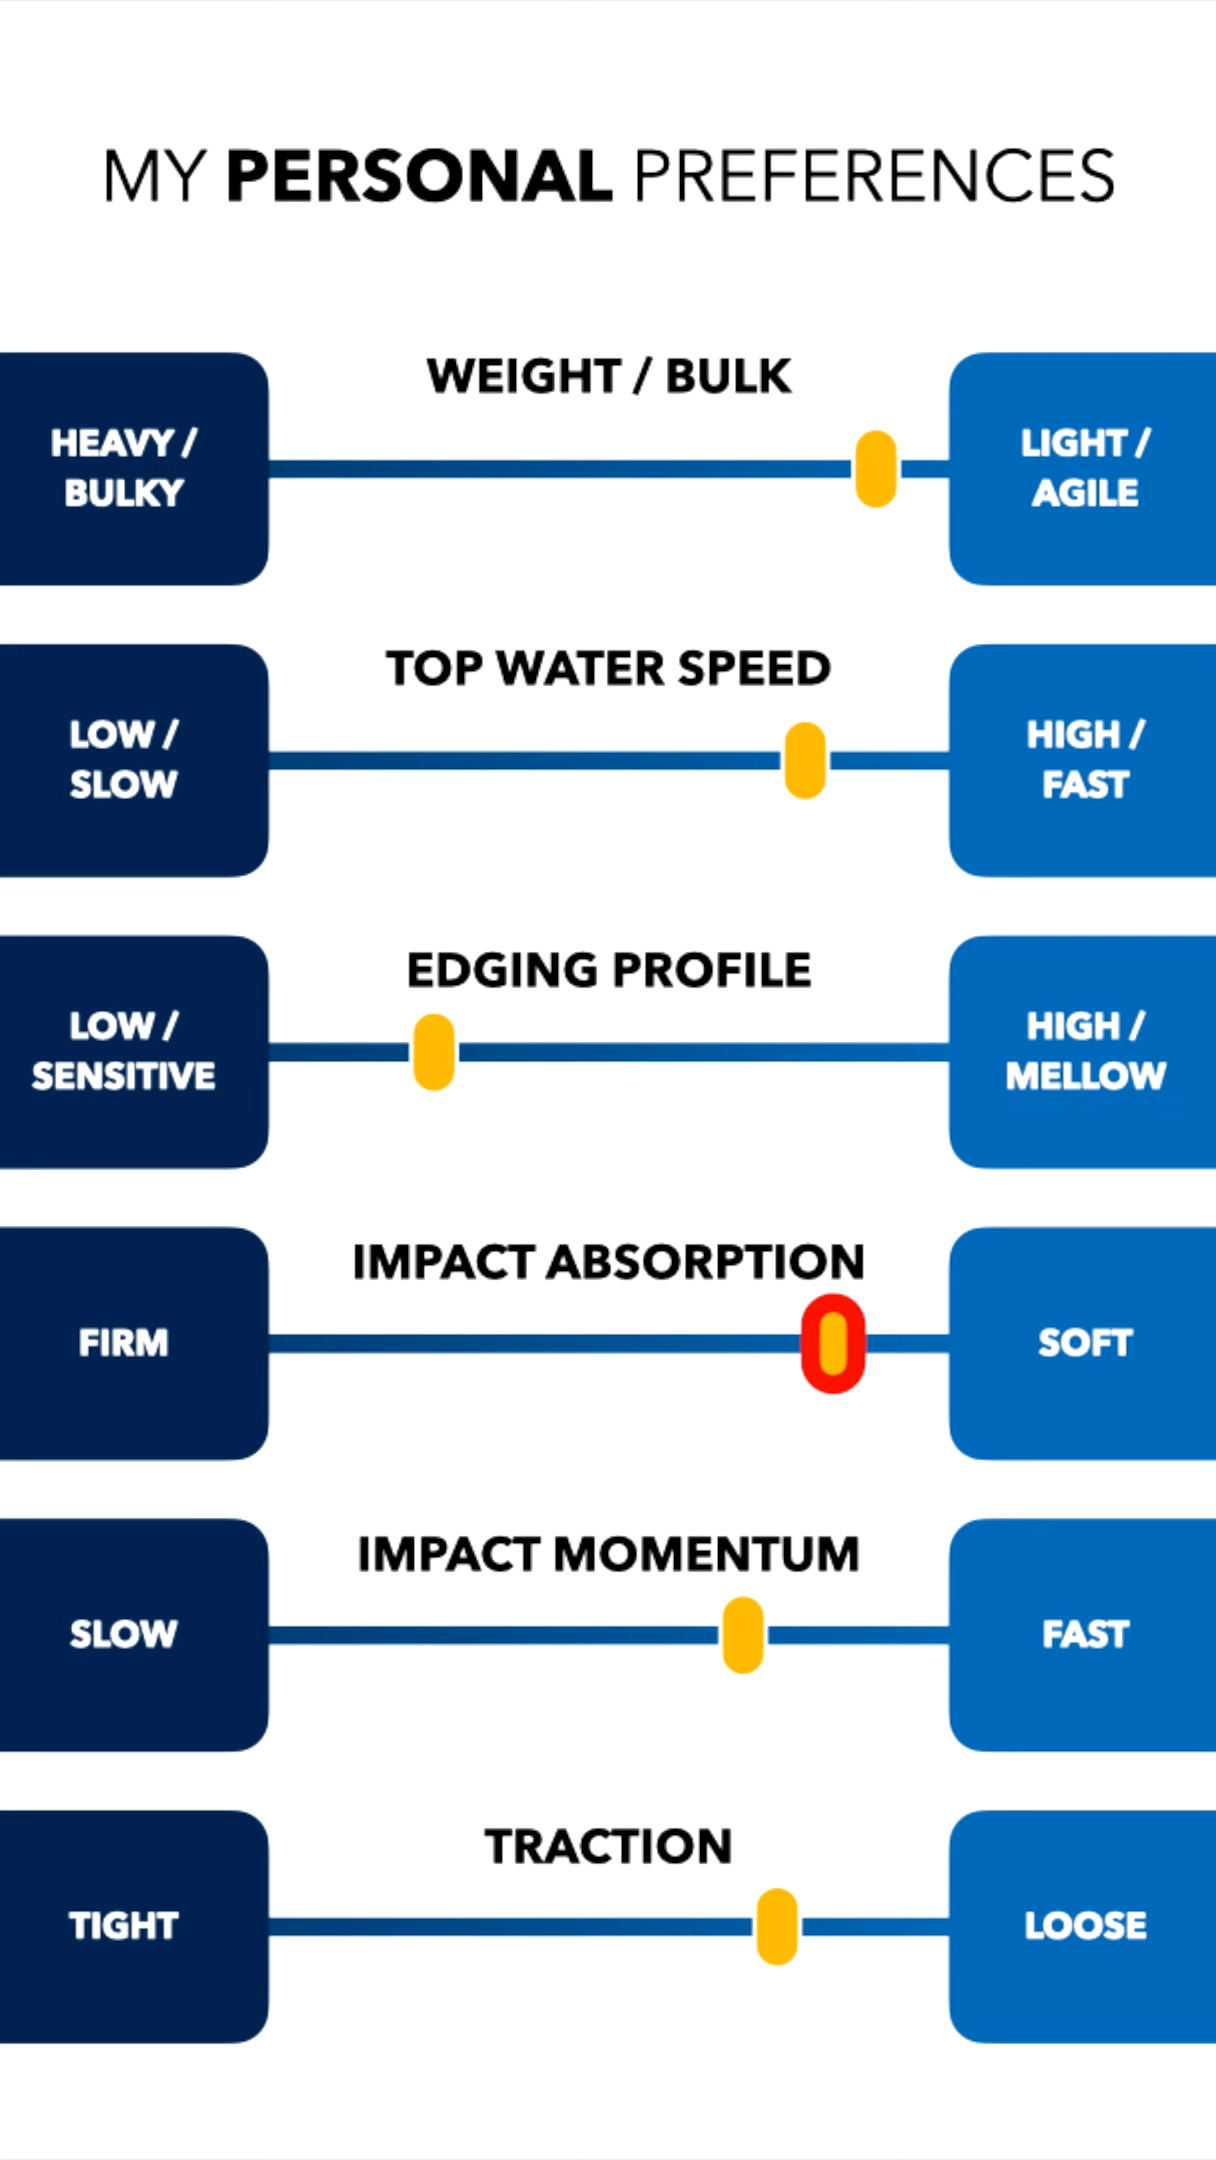 MY PERSONAL PREFERENCES
WEIGHT / BULK
HEAVY /
BULKY
LIGHT /
AGILE
TOP WATER SPEED
LOW /
SLOW
HIGH /
FAST
EDGING PROFILE
LOW /
SENSITIVE
HIGH /
MELLOW
IMPACT ABSORPTION
FIRM
SOFT
IMPACT MOMENTUM
SLOW
FAST
TRACTION
TIGHT
LOOSE